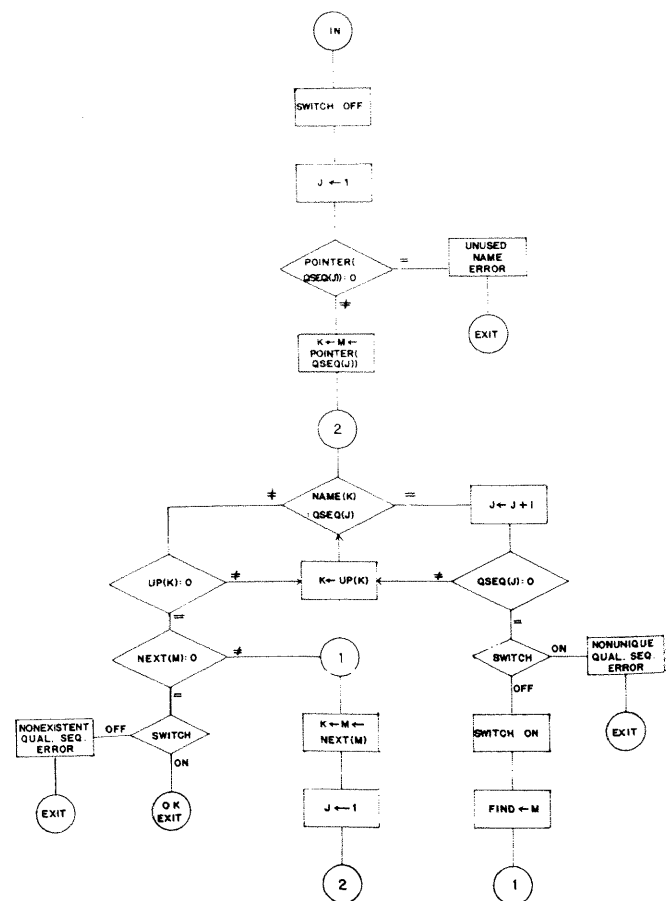 IN
SWITCH OFF
J ← 1
POINTER(
QSEQ(J)) : 0
=
≠
UNUSED
NAME
ERROR
EXIT
K ← M ←
POINTER(
QSEQ(J))
2
NAME(K)
: QSEQ(J)
≠
=
J ← J + 1
UP(K) : 0
≠
=
K ← UP(K)
≠
QSEQ(J) : 0
=
NEXT(M) : 0
≠
=
1
SWITCH
ON
OFF
NONUNIQUE
QUAL. SEQ.
ERROR
EXIT
NONEXISTENT
QUAL. SEQ.
ERROR
OFF
SWITCH
ON
EXIT
OK
EXIT
K ← M ←
NEXT(M)
J ← 1
2
SWITCH ON
FIND ← M
1